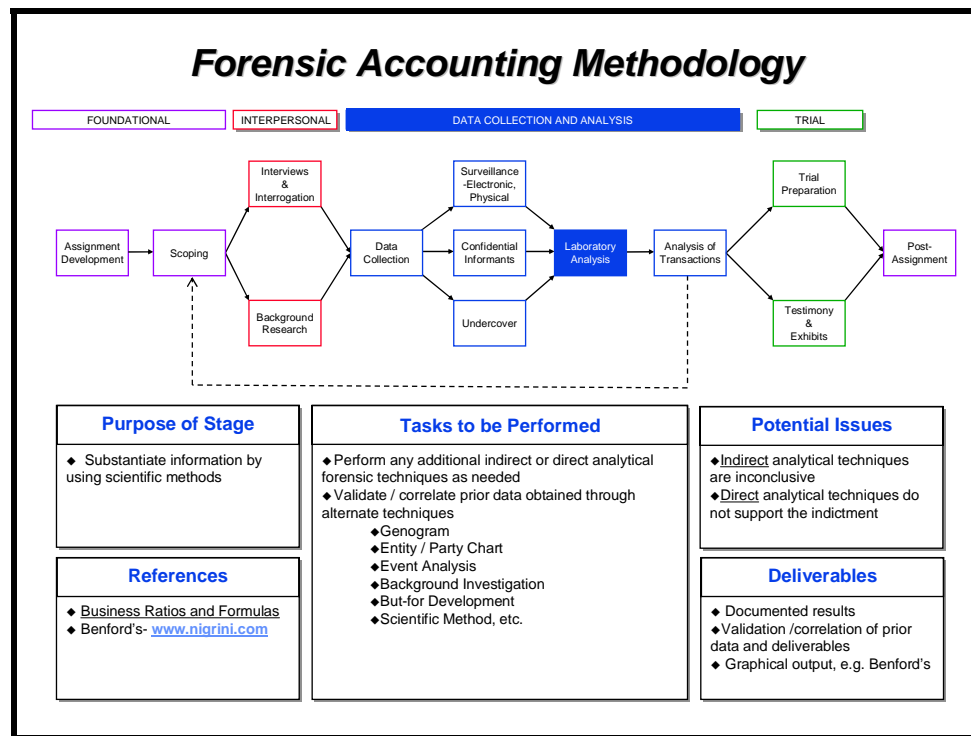 Forensic Accounting Methodology
FOUNDATIONAL
INTERPERSONAL
DATA COLLECTION AND ANALYSIS
TRIAL
Assignment
Development
Scoping
Interviews
&
Interrogation
Background
Research
Data
Collection
Surveillance
-Electronic,
Physical
Confidential
Informants
Undercover
Laboratory
Analysis
Analysis of
Transactions
Trial
Preparation
Testimony
&
Exhibits
Post-
Assignment
Purpose of Stage
◆ Substantiate information by
using scientific methods
References
◆ Business Ratios and Formulas
◆ Benford's- www.nigrini.com
Tasks to be Performed
◆Perform any additional indirect or direct analytical
forensic techniques as needed
◆Validate / correlate prior data obtained through
alternate techniques
◆Genogram
◆Entity / Party Chart
◆Event Analysis
◆Background Investigation
◆But-for Development
◆Scientific Method, etc.
Potential Issues
◆Indirect analytical techniques
are inconclusive
◆Direct analytical techniques do
not support the indictment
Deliverables
◆ Documented results
◆Validation /correlation of prior
data and deliverables
◆ Graphical output, e.g. Benford's